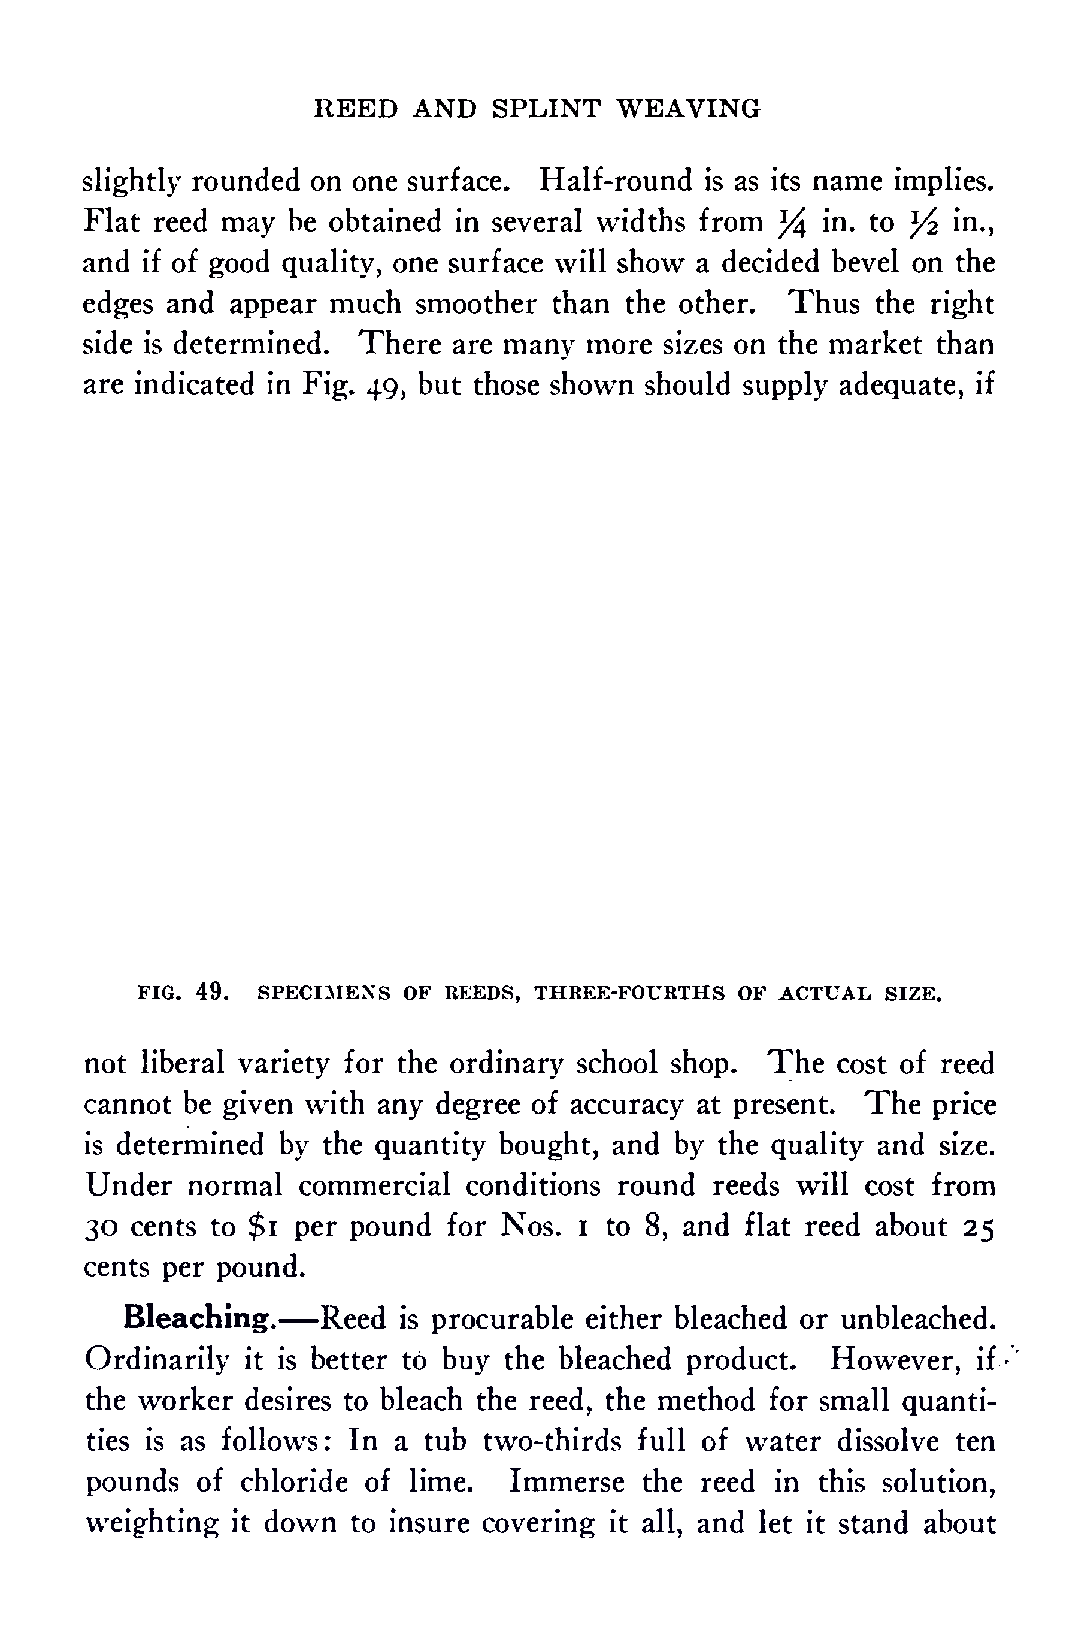 REED AND SPLINT WEAVING
slightly rounded on one surface. Half-round is as its name implies.
Flat reed may be obtained in several widths from ¼ in. to ½ in.,
and if of good quality, one surface will show a decided bevel on the
edges and appear much smoother than the other. Thus the right
side is determined. There are many more sizes on the market than
are indicated in Fig. 49, but those shown should supply adequate, if
FIG. 49. SPECIMENS OF REEDS, THREE-FOURTHS OF ACTUAL SIZE.
not liberal variety for the ordinary school shop. The cost of reed
cannot be given with any degree of accuracy at present. The price
is determined by the quantity bought, and by the quality and size.
Under normal commercial conditions round reeds will cost from
30 cents to $1 per pound for Nos. 1 to 8, and flat reed about 25
cents per pound.
Bleaching.—Reed is procurable either bleached or unbleached.
Ordinarily it is better to buy the bleached product. However, if
the worker desires to bleach the reed, the method for small quanti-
ties is as follows: In a tub two-thirds full of water dissolve ten
pounds of chloride of lime. Immerse the reed in this solution,
weighting it down to insure covering it all, and let it stand about